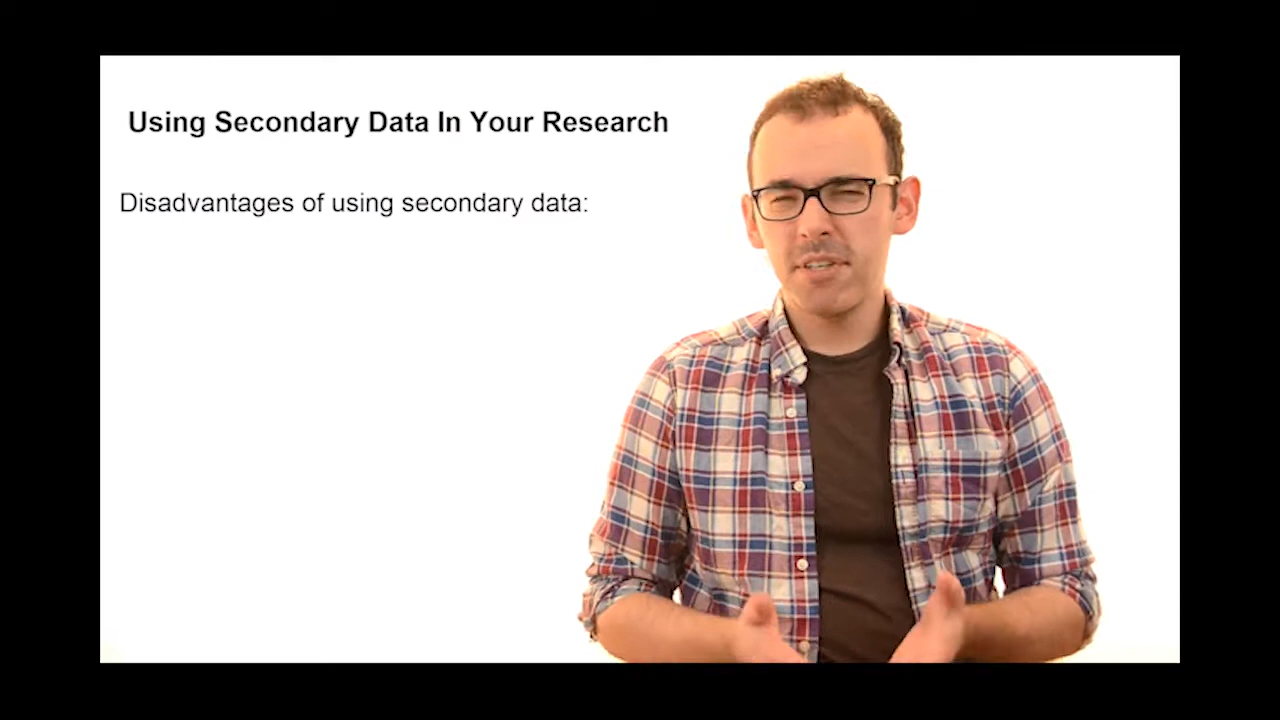 Using Secondary Data In Your Research
Disadvantages of using secondary data: